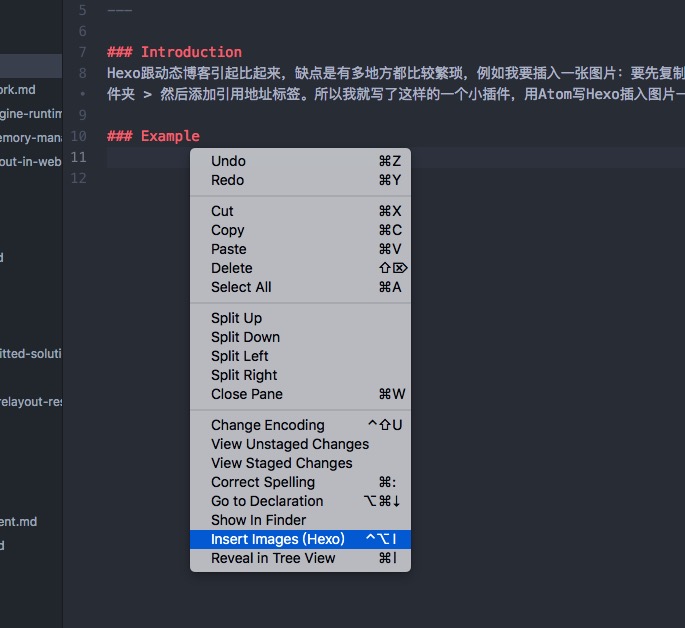 5 ---
6
7 ### Introduction
8 Hexo跟动态博客引起比起来，缺点是有多地方都比较繁琐，例如我要插入一张图片：要先复制
• 件夹 > 然后添加引用地址标签。所以我就写了这样的一个小插件，用Atom写Hexo插入图片一
9
10 ### Example
11
12
ork.md
gine-runtim
emory-mana
out-in-web
d
itted-soluti
relayout-res
ent.md
d
Undo ⌘Z
Redo ⌘Y
Cut ⌘X
Copy ⌘C
Paste ⌘V
Delete ⇧⌦
Select All ⌘A
Split Up
Split Down
Split Left
Split Right
Close Pane ⌘W
Change Encoding ^⇧U
View Unstaged Changes
View Staged Changes
Correct Spelling ⌘:
Go to Declaration ⌥⌘↓
Show In Finder
Insert Images (Hexo) ^⌥I
Reveal in Tree View ⌘|